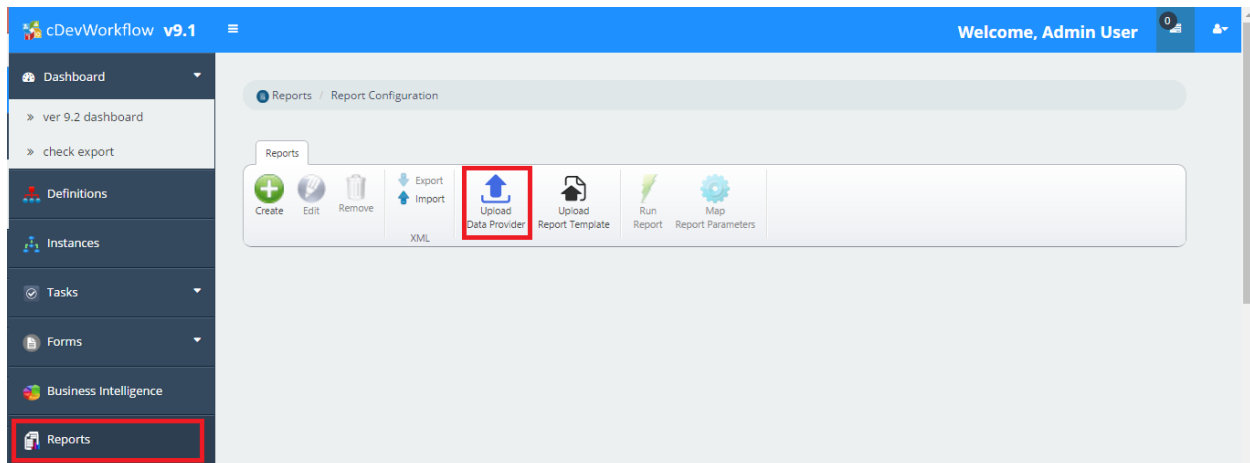 cDevWorkflow v9.1
Welcome, Admin User
0
Dashboard
» ver 9.2 dashboard
» check export
Definitions
Instances
Tasks
Forms
Business Intelligence
Reports
Reports / Report Configuration
Reports
Create
Edit
Remove
Export
Import
XML
Upload
Data Provider
Upload
Report Template
Run
Report
Map
Report Parameters